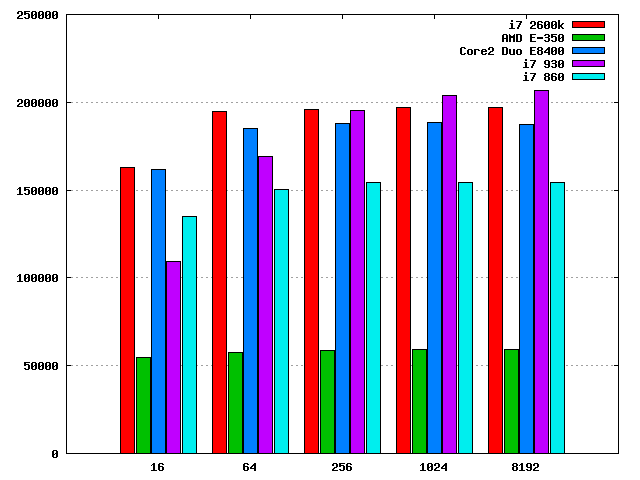 250000
200000
150000
100000
50000
0
16 64 256 1024 8192
i7 2600k
AMD E-350
Core2 Duo E8400
i7 930
i7 860